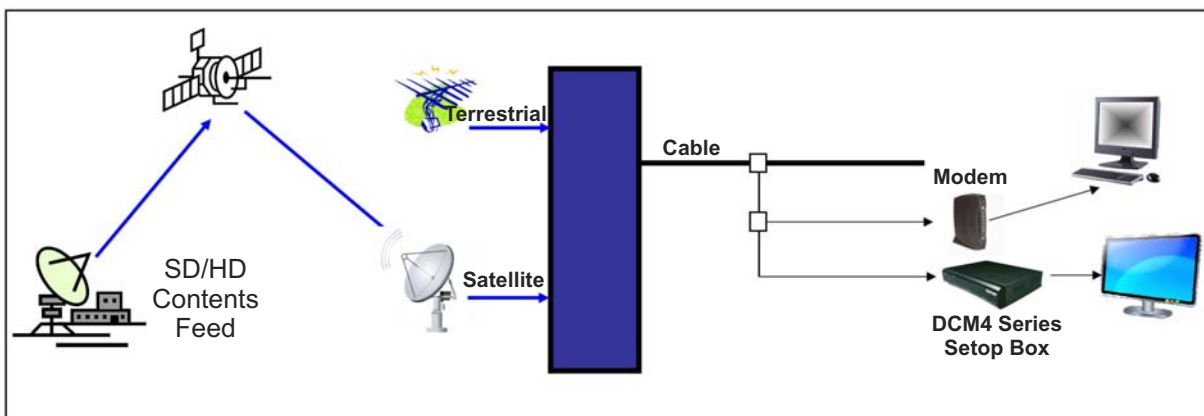 Terrestrial
Cable
Modem
SD/HD
Contents
Feed
Satellite
DCM4 Series
Setop Box